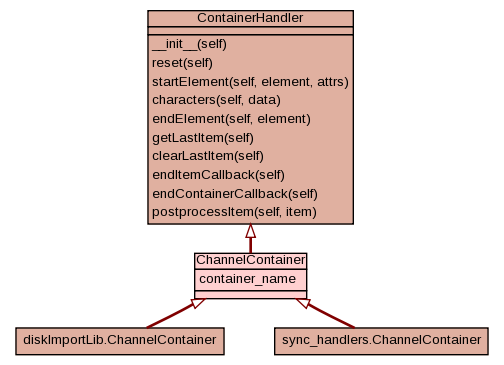 ContainerHandler
__init__(self)
reset(self)
startElement(self, element, attrs)
characters(self, data)
endElement(self, element)
getLastItem(self)
clearLastItem(self)
endItemCallback(self)
endContainerCallback(self)
postprocessItem(self, item)
ChannelContainer
container_name
diskImportLib.ChannelContainer
sync_handlers.ChannelContainer